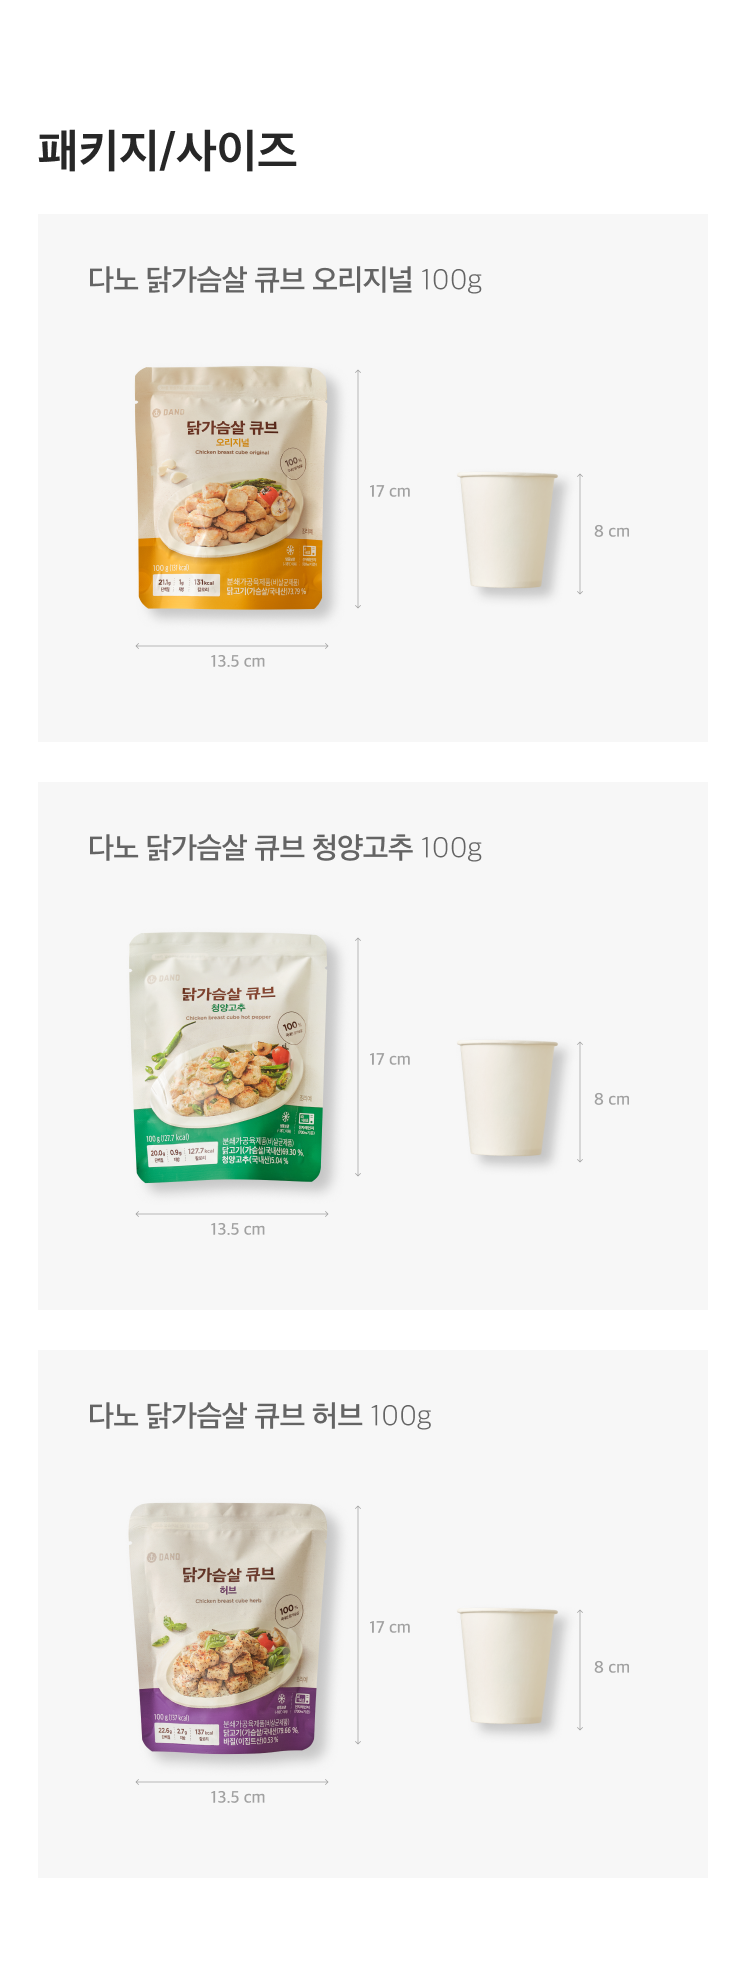 패키지/사이즈
다노 닭가슴살 큐브 오리지널 100g
DANO
닭가슴살 큐브
오리지널
Chicken breast cube original
100%
100 g (131 kcal)
21.1g 1g 131kcal
단백질 지방 칼로리
분쇄가공육제품(비살균제품)
닭고기(가슴살/국내산)73.79 %
17 cm
8 cm
13.5 cm
다노 닭가슴살 큐브 청양고추 100g
DANO
닭가슴살 큐브
청양고추
Chicken breast cube hot pepper
100%
100 g (127.7 kcal)
20.0g 0.9g 127.7kcal
단백질 지방 칼로리
분쇄가공육제품(비살균제품)
닭고기(가슴살/국내산)69.30 %,
청양고추(국내산)5.04 %
17 cm
8 cm
13.5 cm
다노 닭가슴살 큐브 허브 100g
DANO
닭가슴살 큐브
허브
Chicken breast cube herb
100%
100 g (137 kcal)
22.6g 2.7g 137kcal
단백질 지방 칼로리
분쇄가공육제품(비살균제품)
닭고기(가슴살/국내산)79.66 %,
바질(이집트산)0.53 %
17 cm
8 cm
13.5 cm